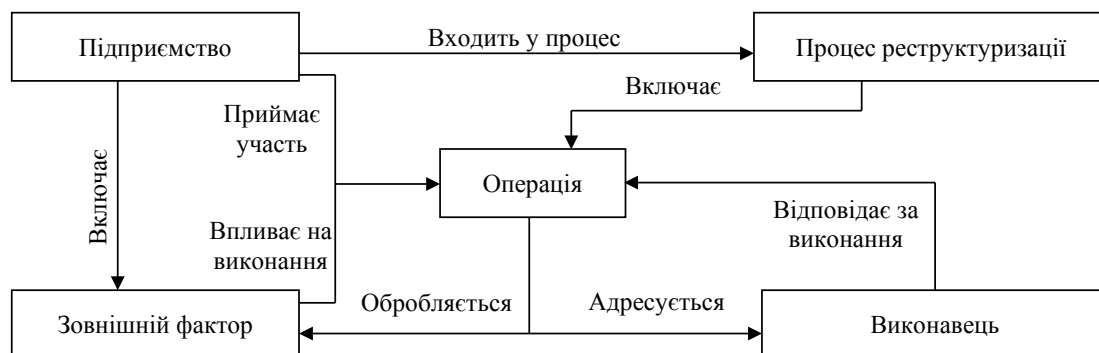 Підприємство
Входить у процес
Процес реструктуризації
Включає
Приймає
участь
Включає
Операція
Впливає на
виконання
Відповідає за
виконання
Обробляється
Адресується
Зовнішній фактор
Виконавець